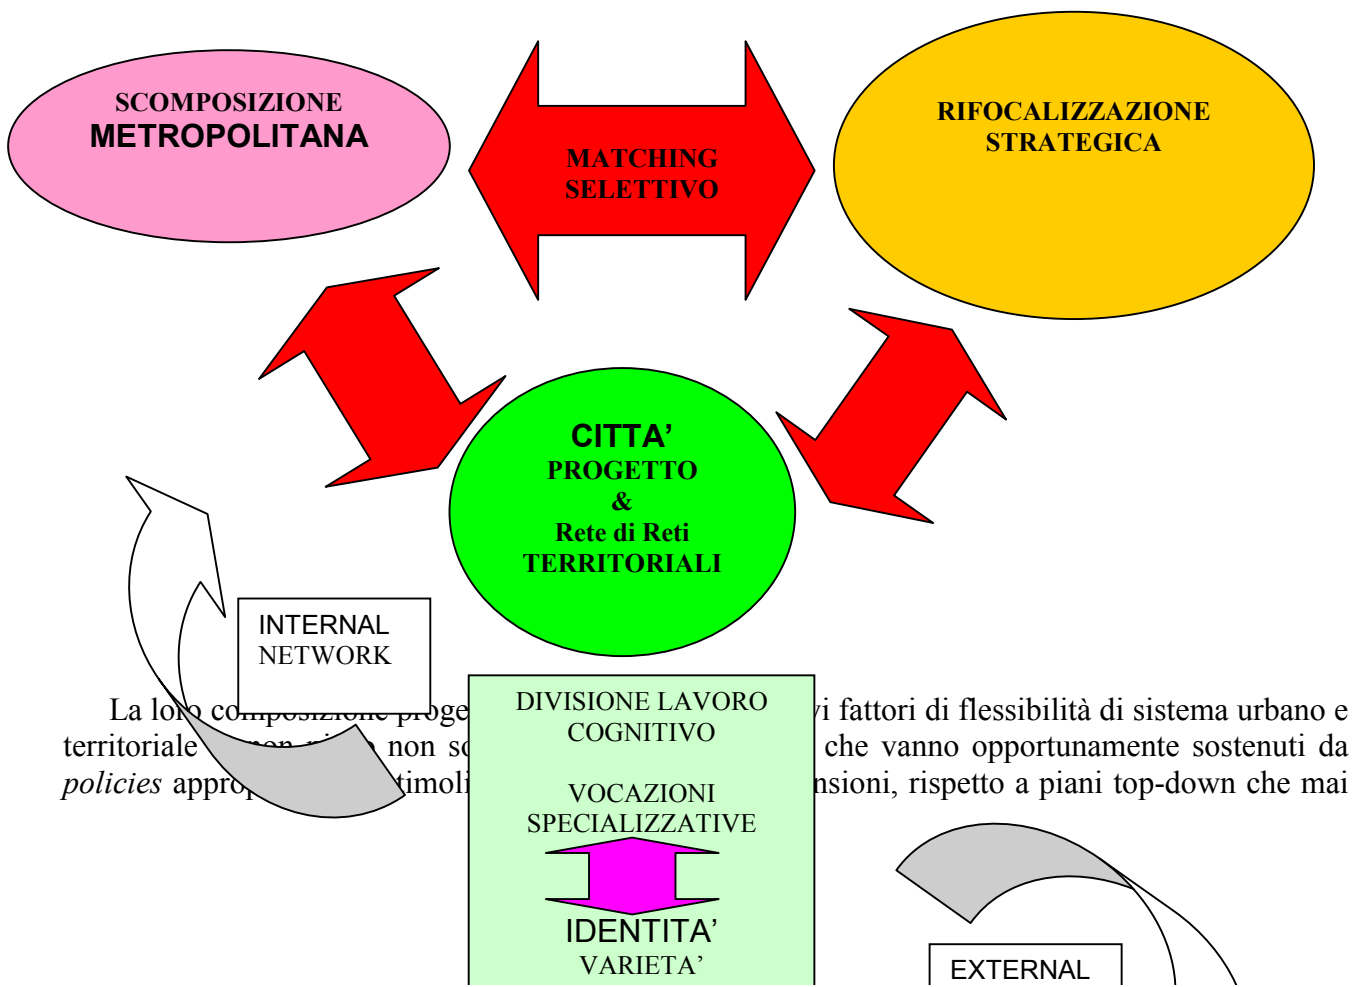 SCOMPOSIZIONE
METROPOLITANA
MATCHING
SELETTIVO
RIFOCALIZZAZIONE
STRATEGICA
CITTA’
PROGETTO
&
Rete di Reti
TERRITORIALI
INTERNAL
NETWORK
DIVISIONE LAVORO
COGNITIVO
VOCAZIONI
SPECIALIZZATIVE
IDENTITA’
VARIETA’
EXTERNAL
La loro composizione fattori di flessibilità di sistema urbano e
territoriale non che vanno opportunamente sostenuti da
policies rispetto a piani top-down che mai